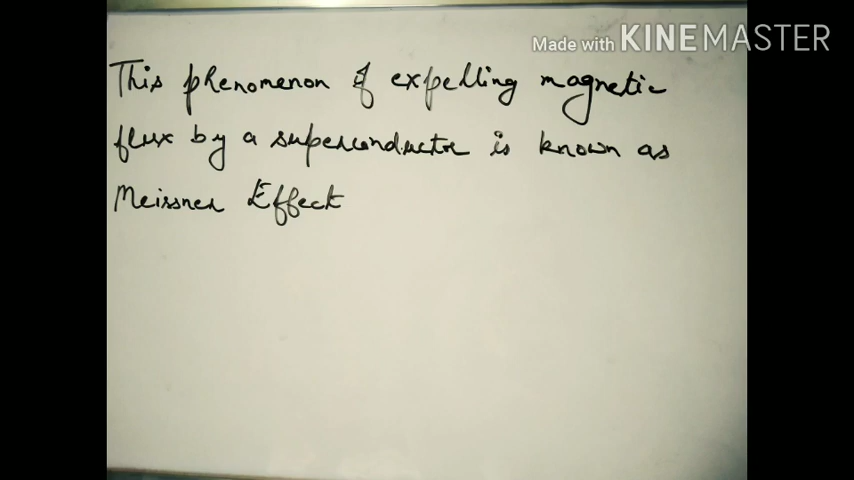 Made with KINEMASTER
This phenomenon of expelling magnetic
flux by a superconductor is known as
Meissner Effect